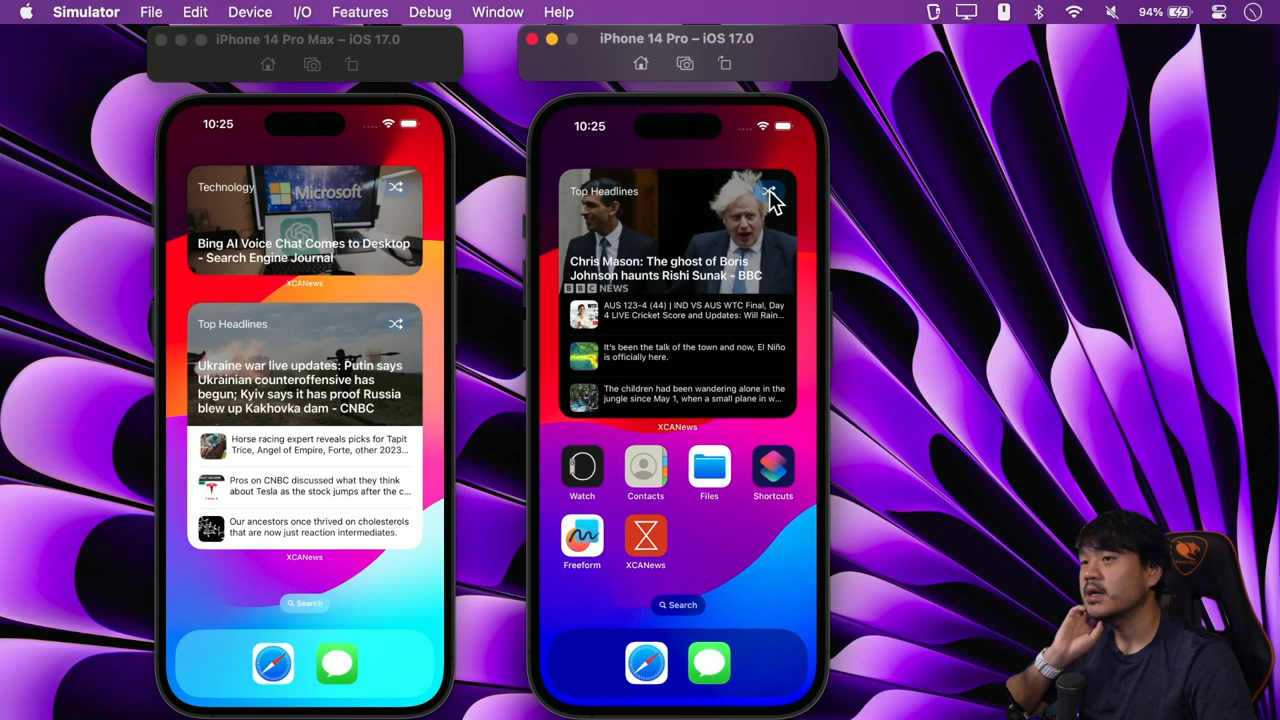 Simulator File Edit Device I/O Features Debug Window Help 94%
iPhone 14 Pro Max – iOS 17.0
10:25
Technology
Microsoft
Bing AI Voice Chat Comes to Desktop
- Search Engine Journal
XCANews
Top Headlines
Ukraine war live updates: Putin says
Ukrainian counteroffensive has
begun; Kyiv says it has proof Russia
blew up Kakhovka dam - CNBC
Horse racing expert reveals picks for Tapit
Trice, Angel of Empire, Forte, other 2023...
Pros on CNBC discussed what they think
about Tesla as the stock jumps after the c...
Our ancestors once thrived on cholesterols
that are now just reaction intermediates.
XCANews
Search
iPhone 14 Pro – iOS 17.0
10:25
Top Headlines
Chris Mason: The ghost of Boris
Johnson haunts Rishi Sunak - BBC
BBC NEWS
AUS 123-4 (44) | IND VS AUS WTC Final, Day
4 LIVE Cricket Score and Updates: Will Rain...
It's been the talk of the town and now, El Niño
is officially here.
The children had been wandering alone in the
jungle since May 1, when a small plane in w...
XCANews
Watch Contacts Files Shortcuts
Freeform XCANews
Search